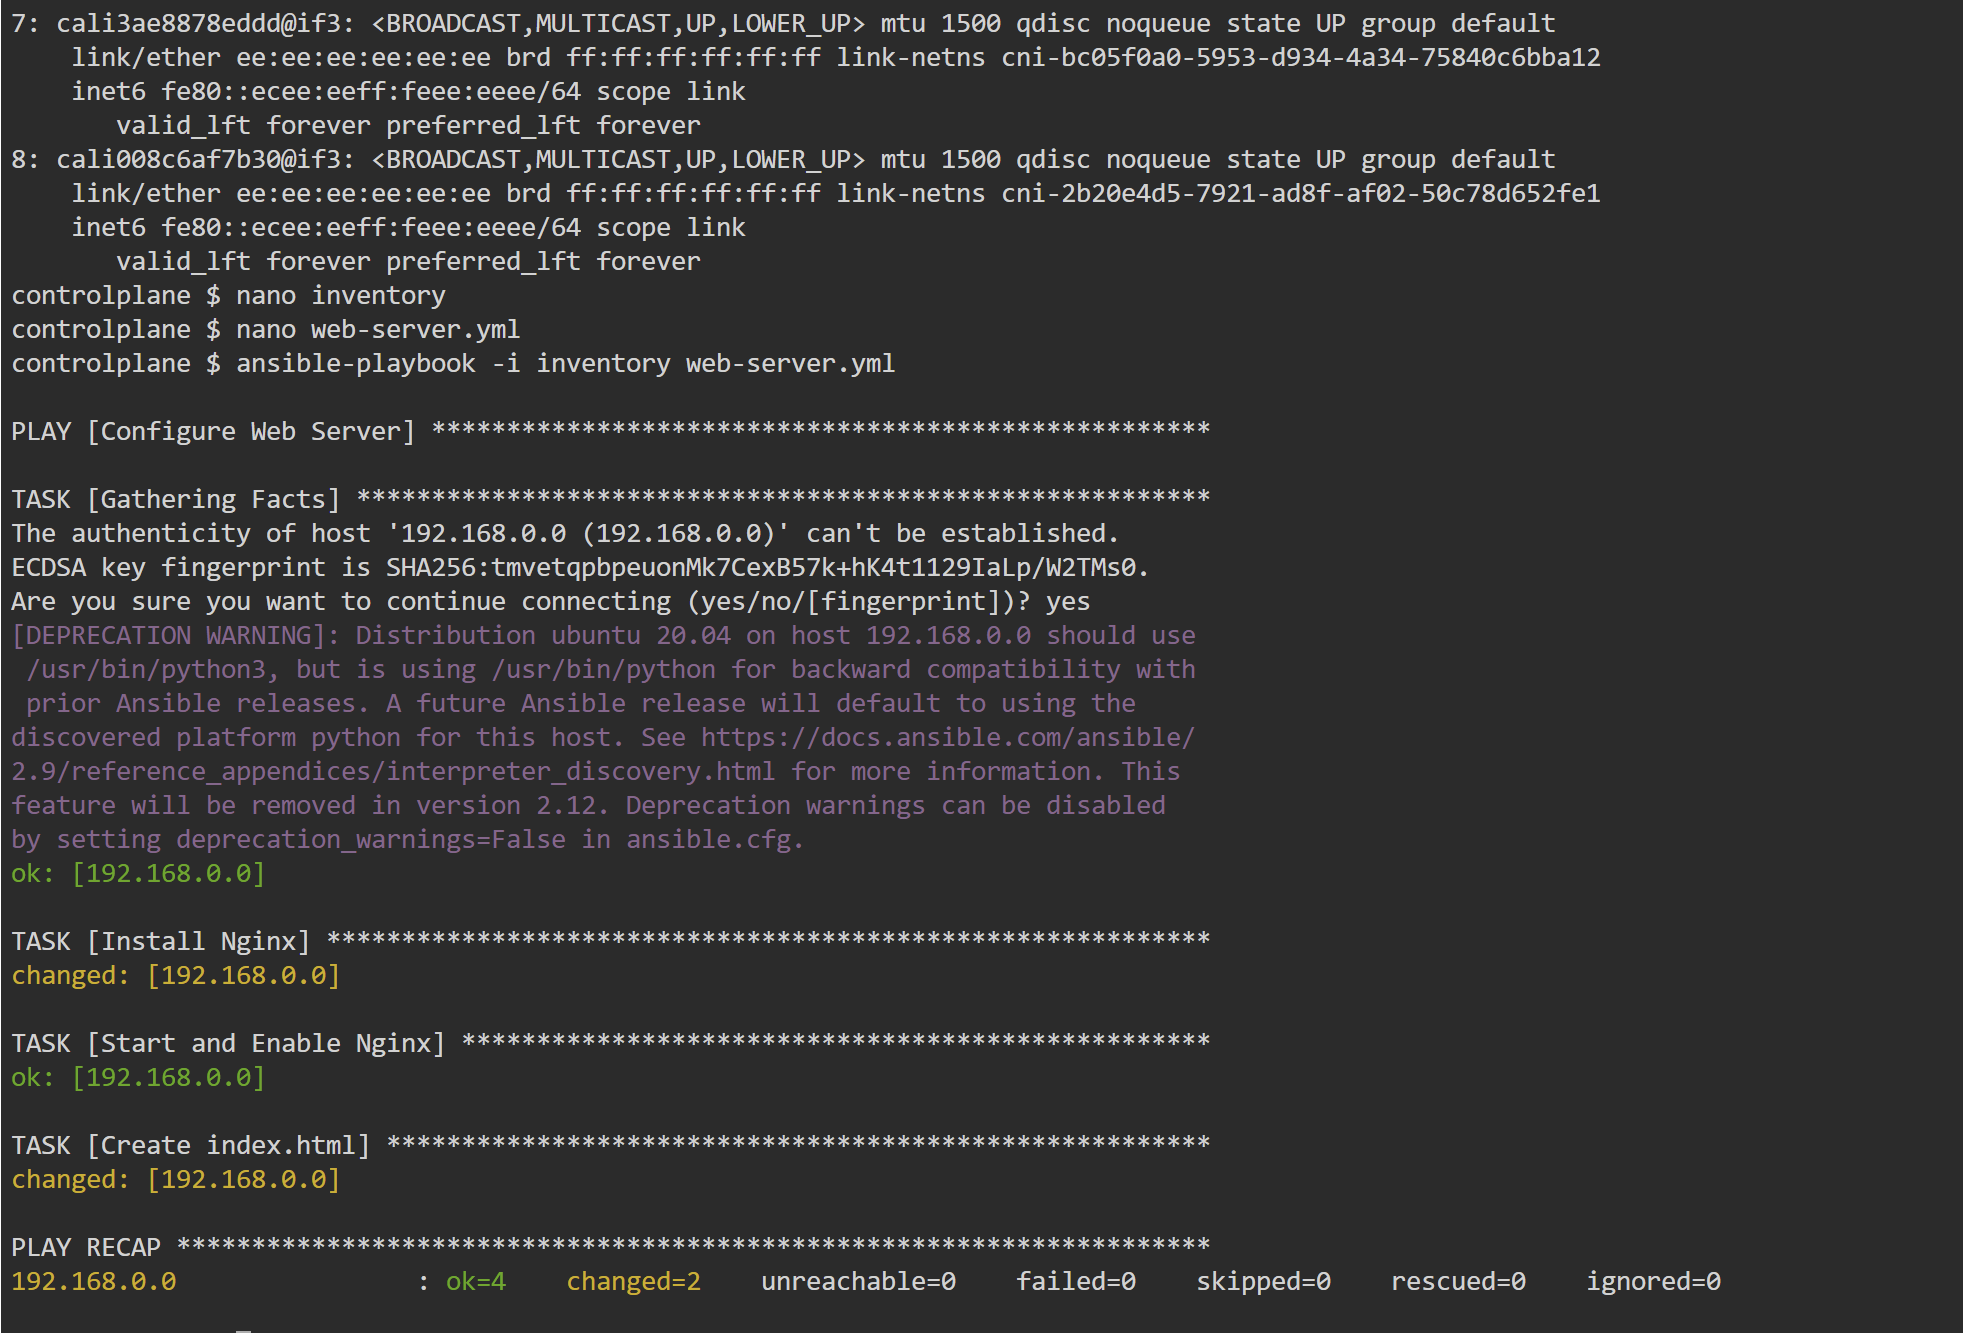 7: cali3ae8878eddd@if3: <BROADCAST,MULTICAST,UP,LOWER_UP> mtu 1500 qdisc noqueue state UP group default
    link/ether ee:ee:ee:ee:ee:ee brd ff:ff:ff:ff:ff:ff link-netns cni-bc05f0a0-5953-d934-4a34-75840c6bba12
    inet6 fe80::ecee:eeff:feee:eeee/64 scope link
       valid_lft forever preferred_lft forever
8: cali008c6af7b30@if3: <BROADCAST,MULTICAST,UP,LOWER_UP> mtu 1500 qdisc noqueue state UP group default
    link/ether ee:ee:ee:ee:ee:ee brd ff:ff:ff:ff:ff:ff link-netns cni-2b20e4d5-7921-ad8f-af02-50c78d652fe1
    inet6 fe80::ecee:eeff:feee:eeee/64 scope link
       valid_lft forever preferred_lft forever
controlplane $ nano inventory
controlplane $ nano web-server.yml
controlplane $ ansible-playbook -i inventory web-server.yml

PLAY [Configure Web Server] ****************************************************

TASK [Gathering Facts] *********************************************************
The authenticity of host '192.168.0.0 (192.168.0.0)' can't be established.
ECDSA key fingerprint is SHA256:tmvetqpbpeuonMk7CexB57k+hK4t1129IaLp/W2TMs0.
Are you sure you want to continue connecting (yes/no/[fingerprint])? yes
[DEPRECATION WARNING]: Distribution ubuntu 20.04 on host 192.168.0.0 should use
 /usr/bin/python3, but is using /usr/bin/python for backward compatibility with
 prior Ansible releases. A future Ansible release will default to using the
discovered platform python for this host. See https://docs.ansible.com/ansible/
2.9/reference_appendices/interpreter_discovery.html for more information. This
feature will be removed in version 2.12. Deprecation warnings can be disabled
by setting deprecation_warnings=False in ansible.cfg.
ok: [192.168.0.0]

TASK [Install Nginx] ***********************************************************
changed: [192.168.0.0]

TASK [Start and Enable Nginx] **************************************************
ok: [192.168.0.0]

TASK [Create index.html] *******************************************************
changed: [192.168.0.0]

PLAY RECAP *********************************************************************
192.168.0.0                : ok=4    changed=2    unreachable=0    failed=0    skipped=0    rescued=0    ignored=0